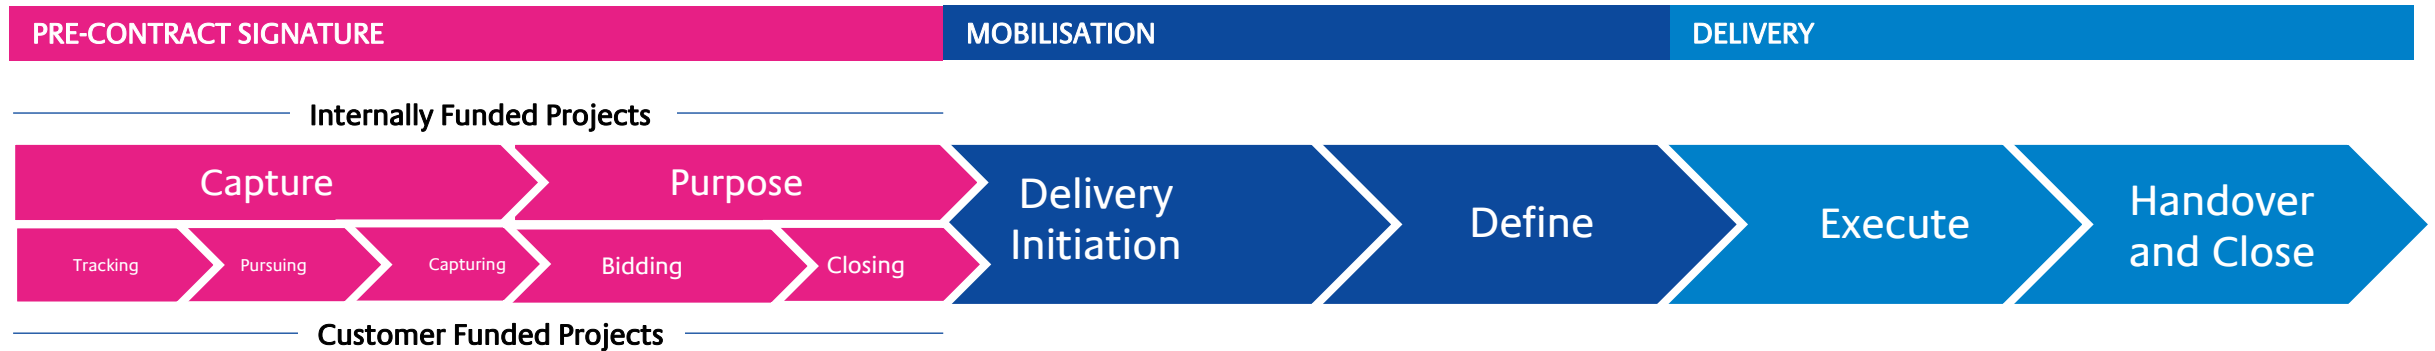 PRE-CONTRACT SIGNATURE
MOBILISATION
DELIVERY
Internally Funded Projects
Capture
Purpose
Tracking
Pursuing
Capturing
Bidding
Closing
Customer Funded Projects
Delivery
Initiation
Define
Execute
Handover
and Close